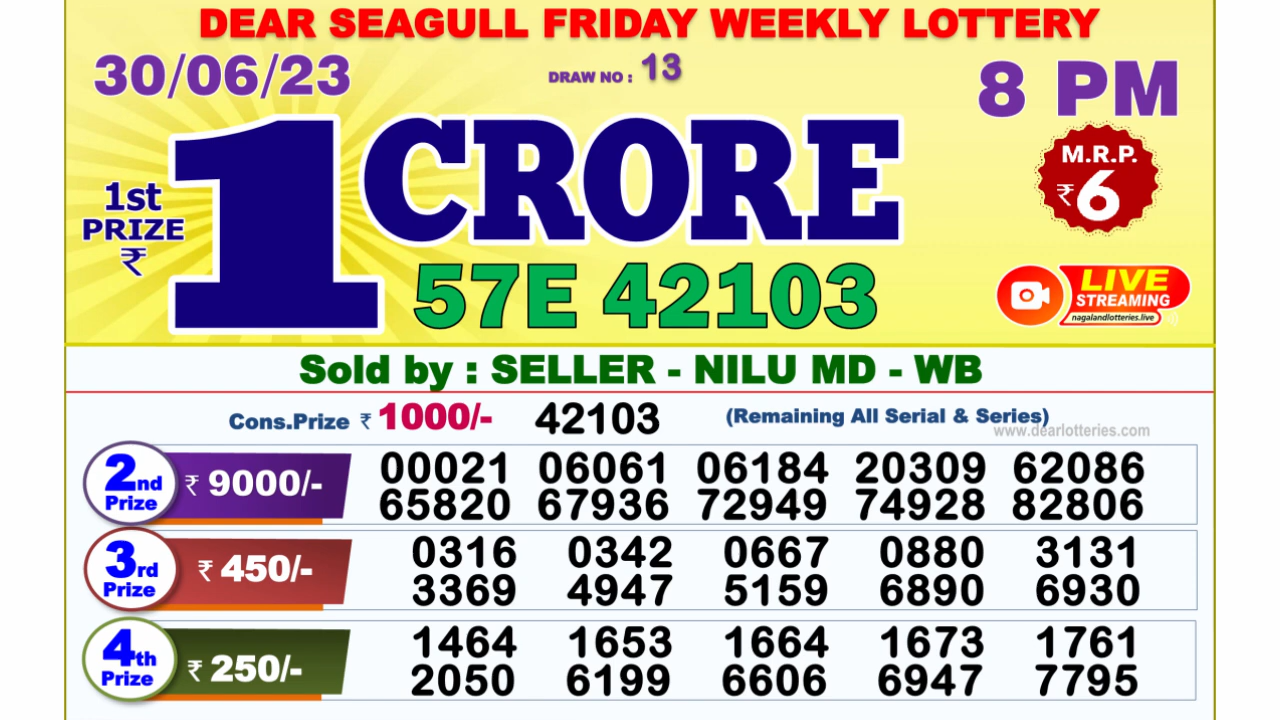 DEAR SEAGULL FRIDAY WEEKLY LOTTERY
30/06/23
DRAW NO : 13
8 PM
1st
PRIZE
₹
1 CRORE
M.R.P.
₹ 6
57E 42103
LIVE
STREAMING
nagalandlotteries.live
Sold by : SELLER - NILU MD - WB
Cons.Prize ₹ 1000/- 42103 (Remaining All Serial & Series)
www.dearlotteries.com
2nd Prize ₹ 9000/-
00021 06061 06184 20309 62086
65820 67936 72949 74928 82806
3rd Prize ₹ 450/-
0316 0342 0667 0880 3131
3369 4947 5159 6890 6930
4th Prize ₹ 250/-
1464 1653 1664 1673 1761
2050 6199 6606 6947 7795